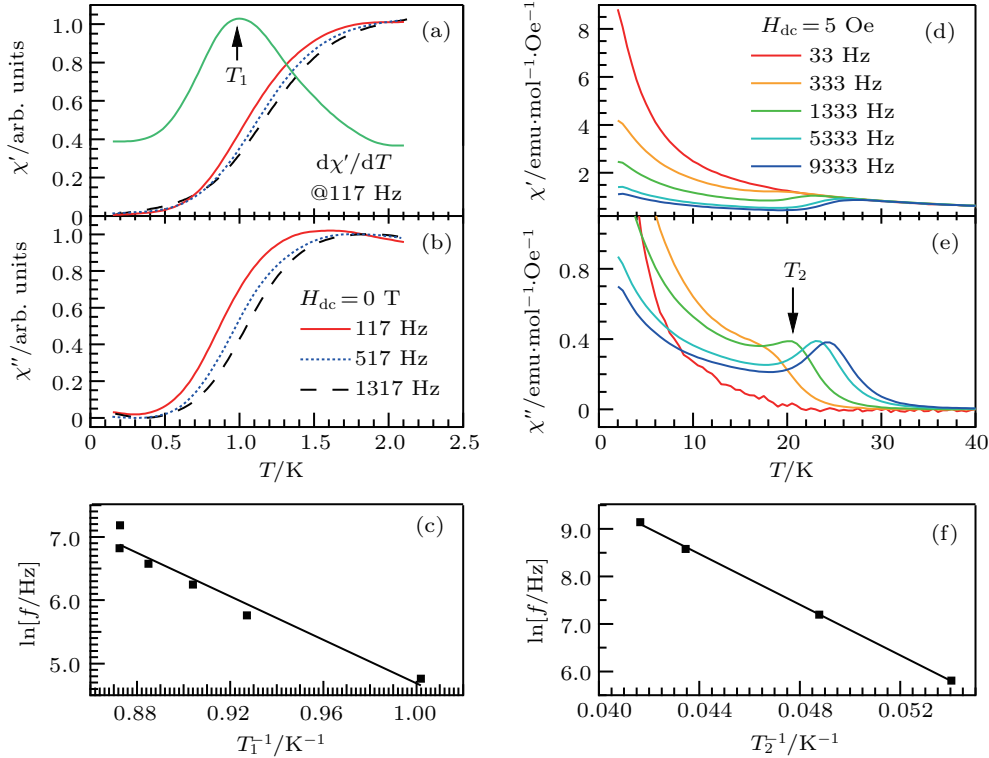 (a)
χ′/arb. units
1.0
0.8
0.6
0.4
0.2
0
T₁
dχ′/dT
@117 Hz
(b)
χ′′/arb. units
1.0
0.8
0.6
0.4
0.2
0
H_dc = 0 T
117 Hz
517 Hz
1317 Hz
0 0.5 1.0 1.5 2.0 2.5
T/K
(c)
ln[f/Hz]
7.0
6.0
5.0
4.0
0.88 0.92 0.96 1.00
T₁⁻¹/K⁻¹
(d)
χ′/emu·mol⁻¹·Oe⁻¹
8
6
4
2
H_dc = 5 Oe
33 Hz
333 Hz
1333 Hz
5333 Hz
9333 Hz
(e)
χ′′/emu·mol⁻¹·Oe⁻¹
0.8
0.4
0
T₂
0 10 20 30 40
T/K
(f)
ln[f/Hz]
9.0
8.0
7.0
6.0
0.040 0.044 0.048 0.052
T₂⁻¹/K⁻¹